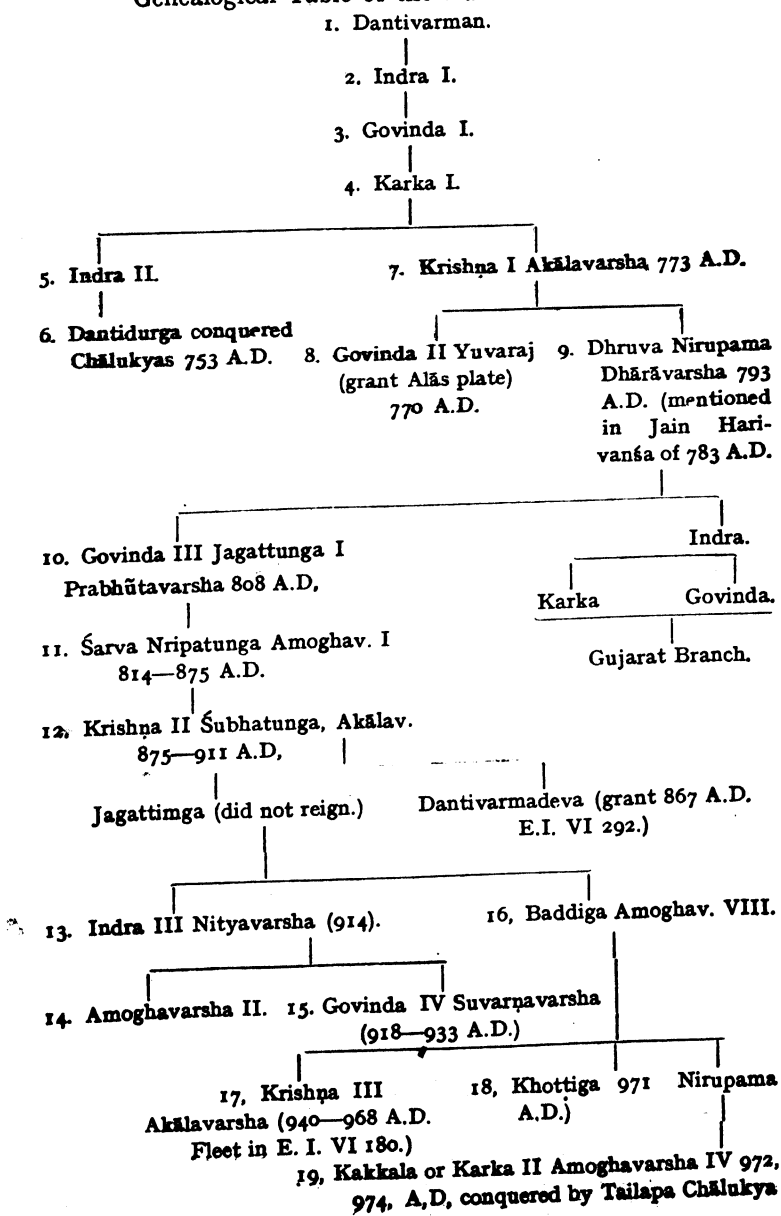 Genealogical Table of the
1. Dantivarman.
2. Indra I.
3. Govinda I.
4. Karka I.
5. Indra II.
7. Krishṇa I Akālavarsha 773 A.D.
6. Dantidurga conquered
Chālukyas 753 A.D.
8. Govinda II Yuvaraj
(grant Alās plate)
770 A.D.
9. Dhruva Nirupama
Dhārāvarsha 793
A.D. (mentioned
in Jain Hari-
vanśa of 783 A.D.
10. Govinda III Jagattunga I
Prabhūtavarsha 808 A.D,
Indra.
Karka Govinda.
Gujarat Branch.
11. Śarva Nripatunga Amoghav. I
814—875 A.D.
12, Krishṇa II Śubhatunga, Akālav.
875—911 A.D,
Jagattimga (did not reign.)
Dantivarmadeva (grant 867 A.D.
E.I. VI 292.)
13. Indra III Nityavarsha (914).
16, Baddiga Amoghav. VIII.
14. Amoghavarsha II. 15. Govinda IV Suvarṇavarsha
(918—933 A.D.)
17, Krishṇa III
Akālavarsha (940—968 A.D.
Fleet in E. I. VI 180.)
18, Khottiga 971
A.D.)
Nirupama
19, Kakkala or Karka II Amoghavarsha IV 972,
974, A,D, conquered by Tailapa Chālukya